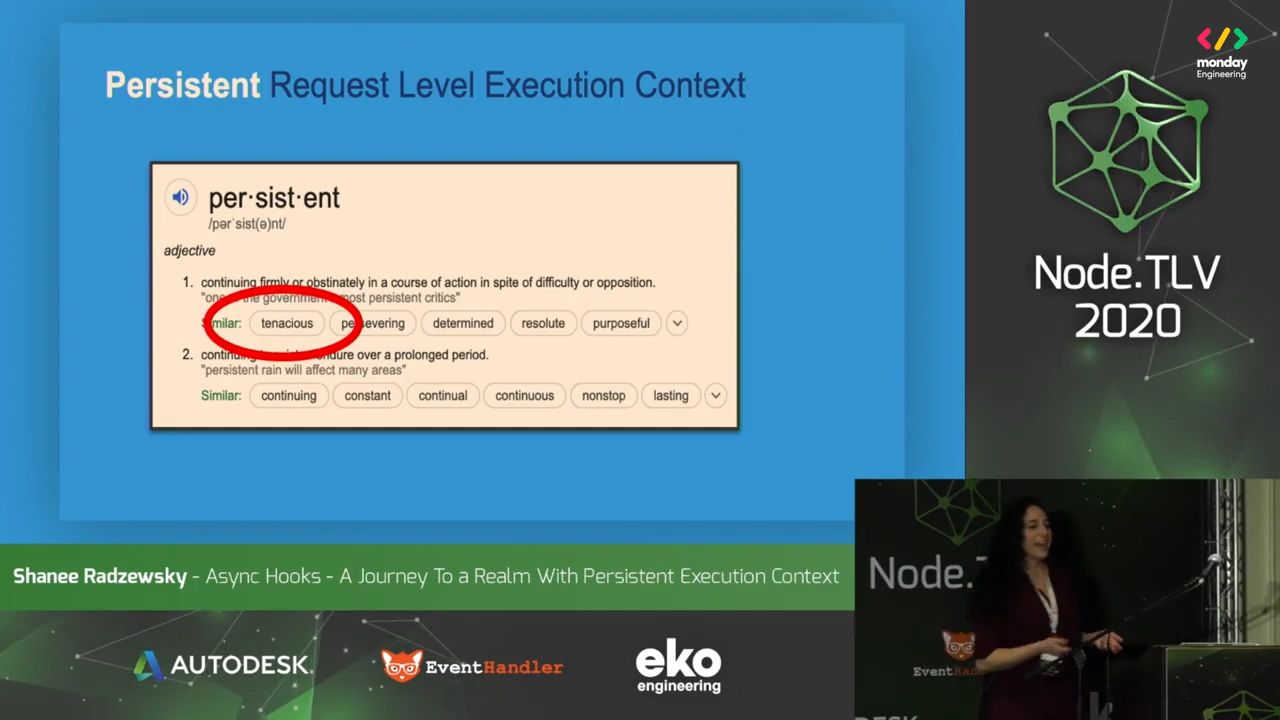 Persistent Request Level Execution Context
per·sist·ent
/pərˈsist(ə)nt/
adjective
1. continuing firmly or obstinately in a course of action in spite of difficulty or opposition.
"one the government most persistent critics"
Similar: tenacious persevering determined resolute purposeful
2. continuing endure over a prolonged period.
"persistent rain will affect many areas"
Similar: continuing constant continual continuous nonstop lasting
monday
Engineering
Node.TLV
2020
Shanee Radzewsky - Async Hooks - A Journey To a Realm With Persistent Execution Context
AUTODESK.
EventHandler
eko
engineering
Node.T
EventHan